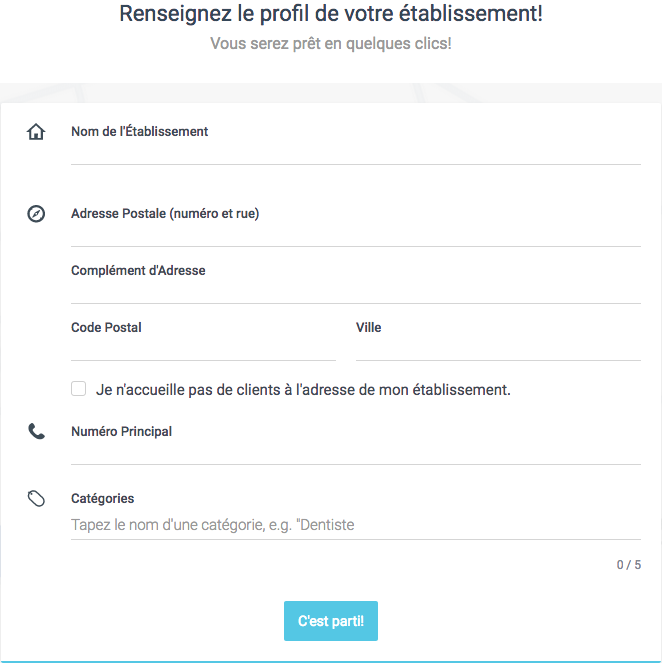 Renseignez le profil de votre établissement!
Vous serez prêt en quelques clics!
Nom de l'Établissement
Adresse Postale (numéro et rue)
Complément d'Adresse
Code Postal
Ville
Je n'accueille pas de clients à l'adresse de mon établissement.
Numéro Principal
Catégories
Tapez le nom d'une catégorie, e.g. "Dentiste
0 / 5
C'est parti!